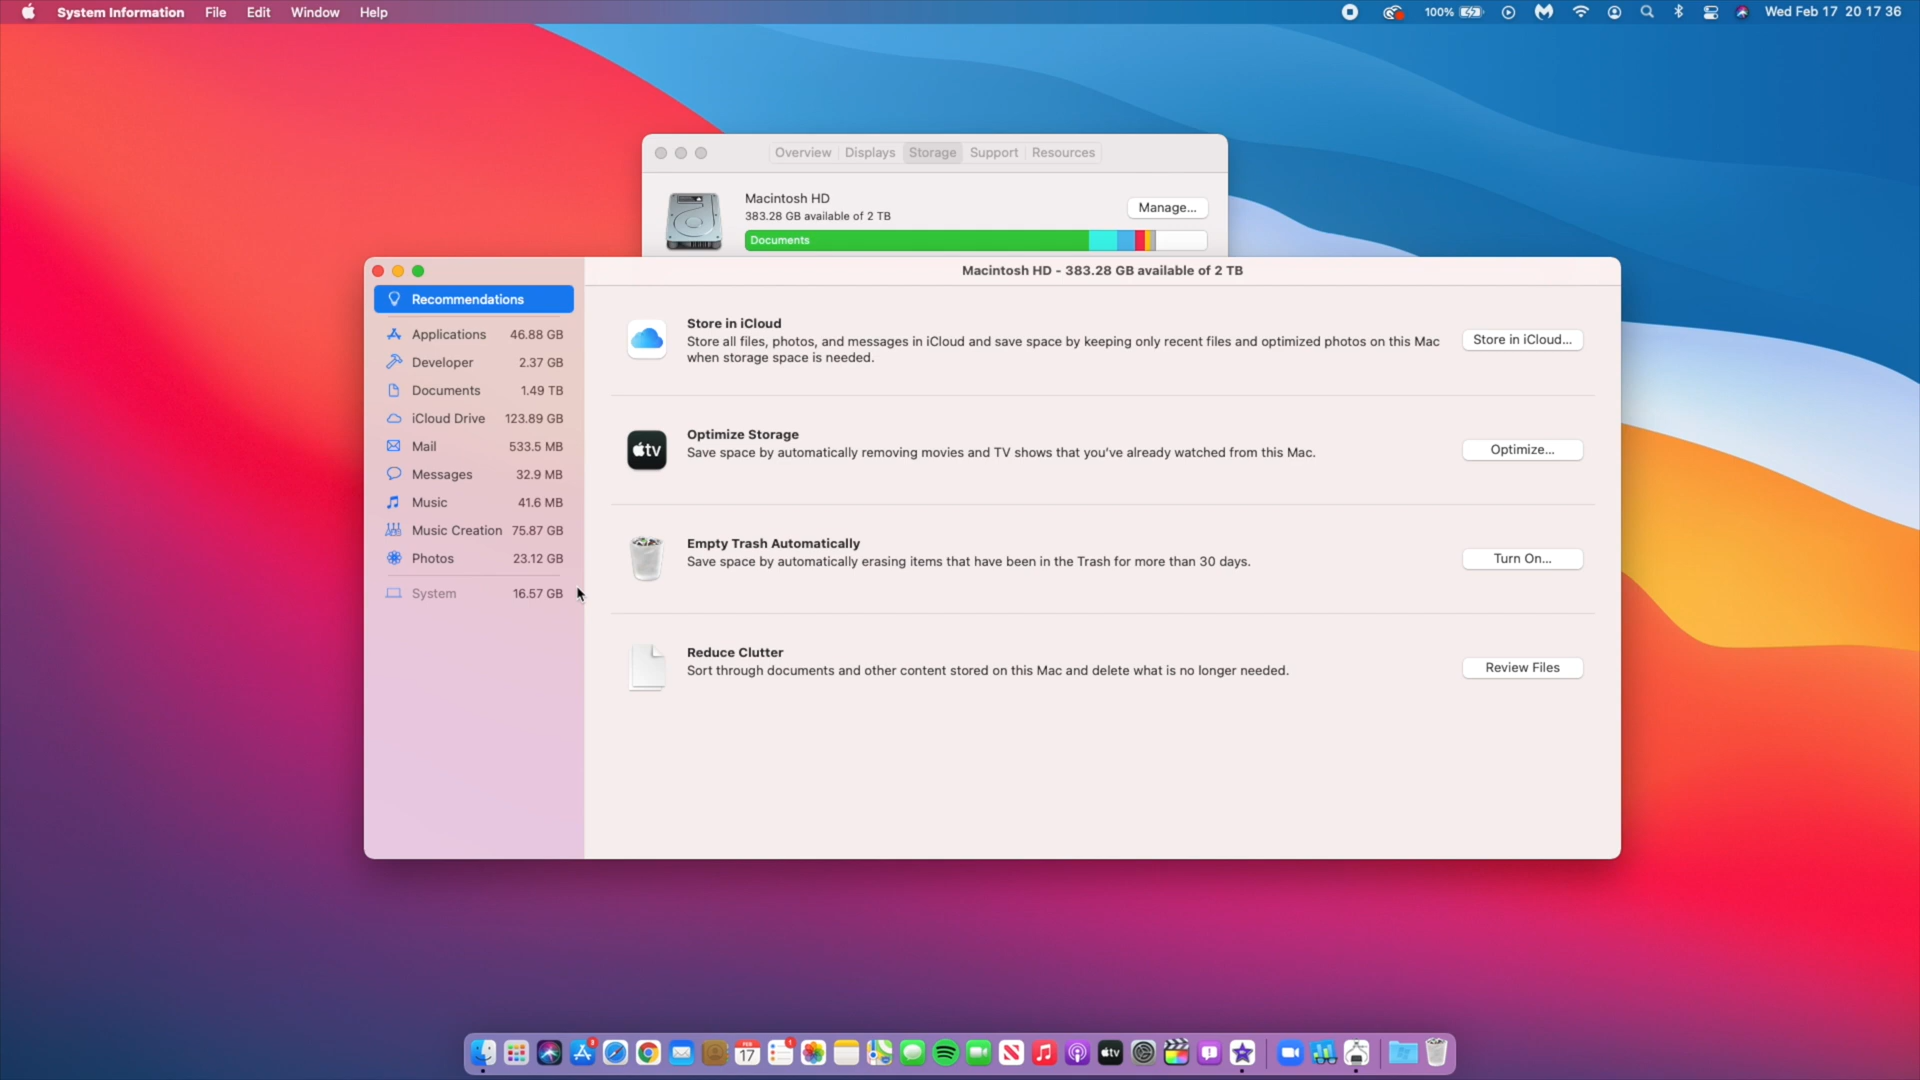 System Information File Edit Window Help
100%
Wed Feb 17 20 17 36
Overview Displays Storage Support Resources
Macintosh HD
383.28 GB available of 2 TB
Manage...
Documents
Macintosh HD - 383.28 GB available of 2 TB
Recommendations
Applications 46.88 GB
Developer 2.37 GB
Documents 1.49 TB
iCloud Drive 123.89 GB
Mail 533.5 MB
Messages 32.9 MB
Music 41.6 MB
Music Creation 75.87 GB
Photos 23.12 GB
System 16.57 GB
Store in iCloud
Store all files, photos, and messages in iCloud and save space by keeping only recent files and optimized photos on this Mac
when storage space is needed.
Store in iCloud...
tv
Optimize Storage
Save space by automatically removing movies and TV shows that you've already watched from this Mac.
Optimize...
Empty Trash Automatically
Save space by automatically erasing items that have been in the Trash for more than 30 days.
Turn On...
Reduce Clutter
Sort through documents and other content stored on this Mac and delete what is no longer needed.
Review Files
3
FEB
17
1
tv